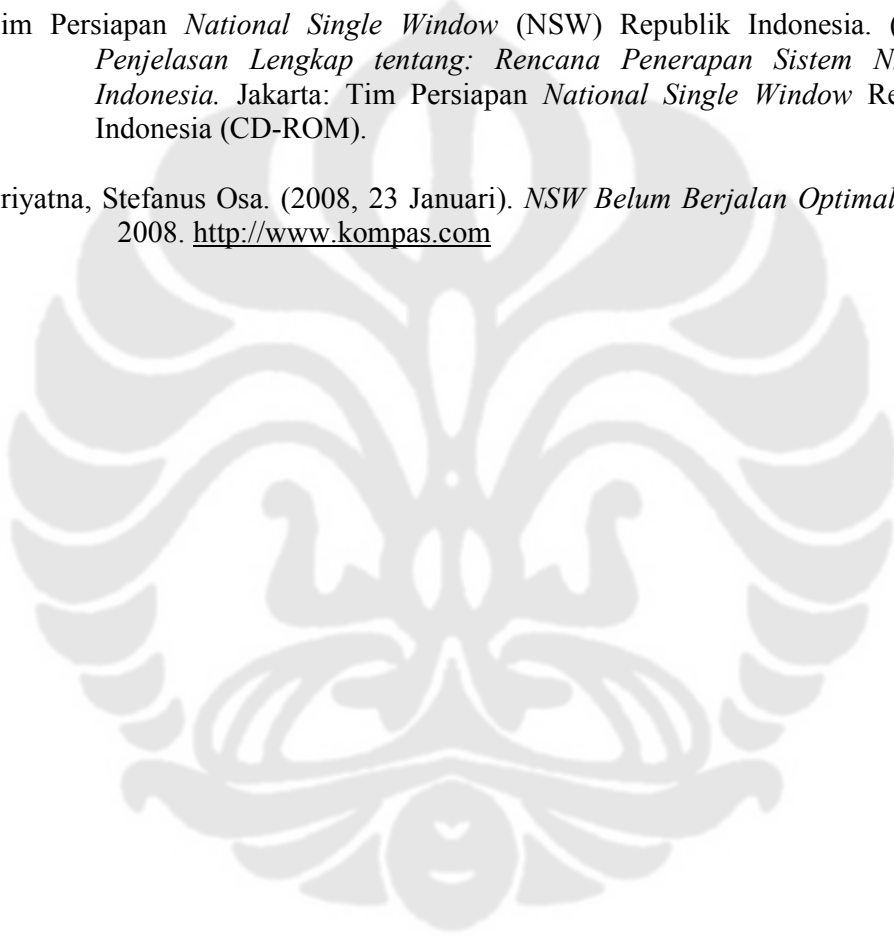 im Persiapan National Single Window (NSW) Republik Indonesia. (
Penjelasan Lengkap tentang: Rencana Penerapan Sistem N
Indonesia. Jakarta: Tim Persiapan National Single Window Re
Indonesia (CD-ROM).
riyatna, Stefanus Osa. (2008, 23 Januari). NSW Belum Berjalan Optimal
2008. http://www.kompas.com